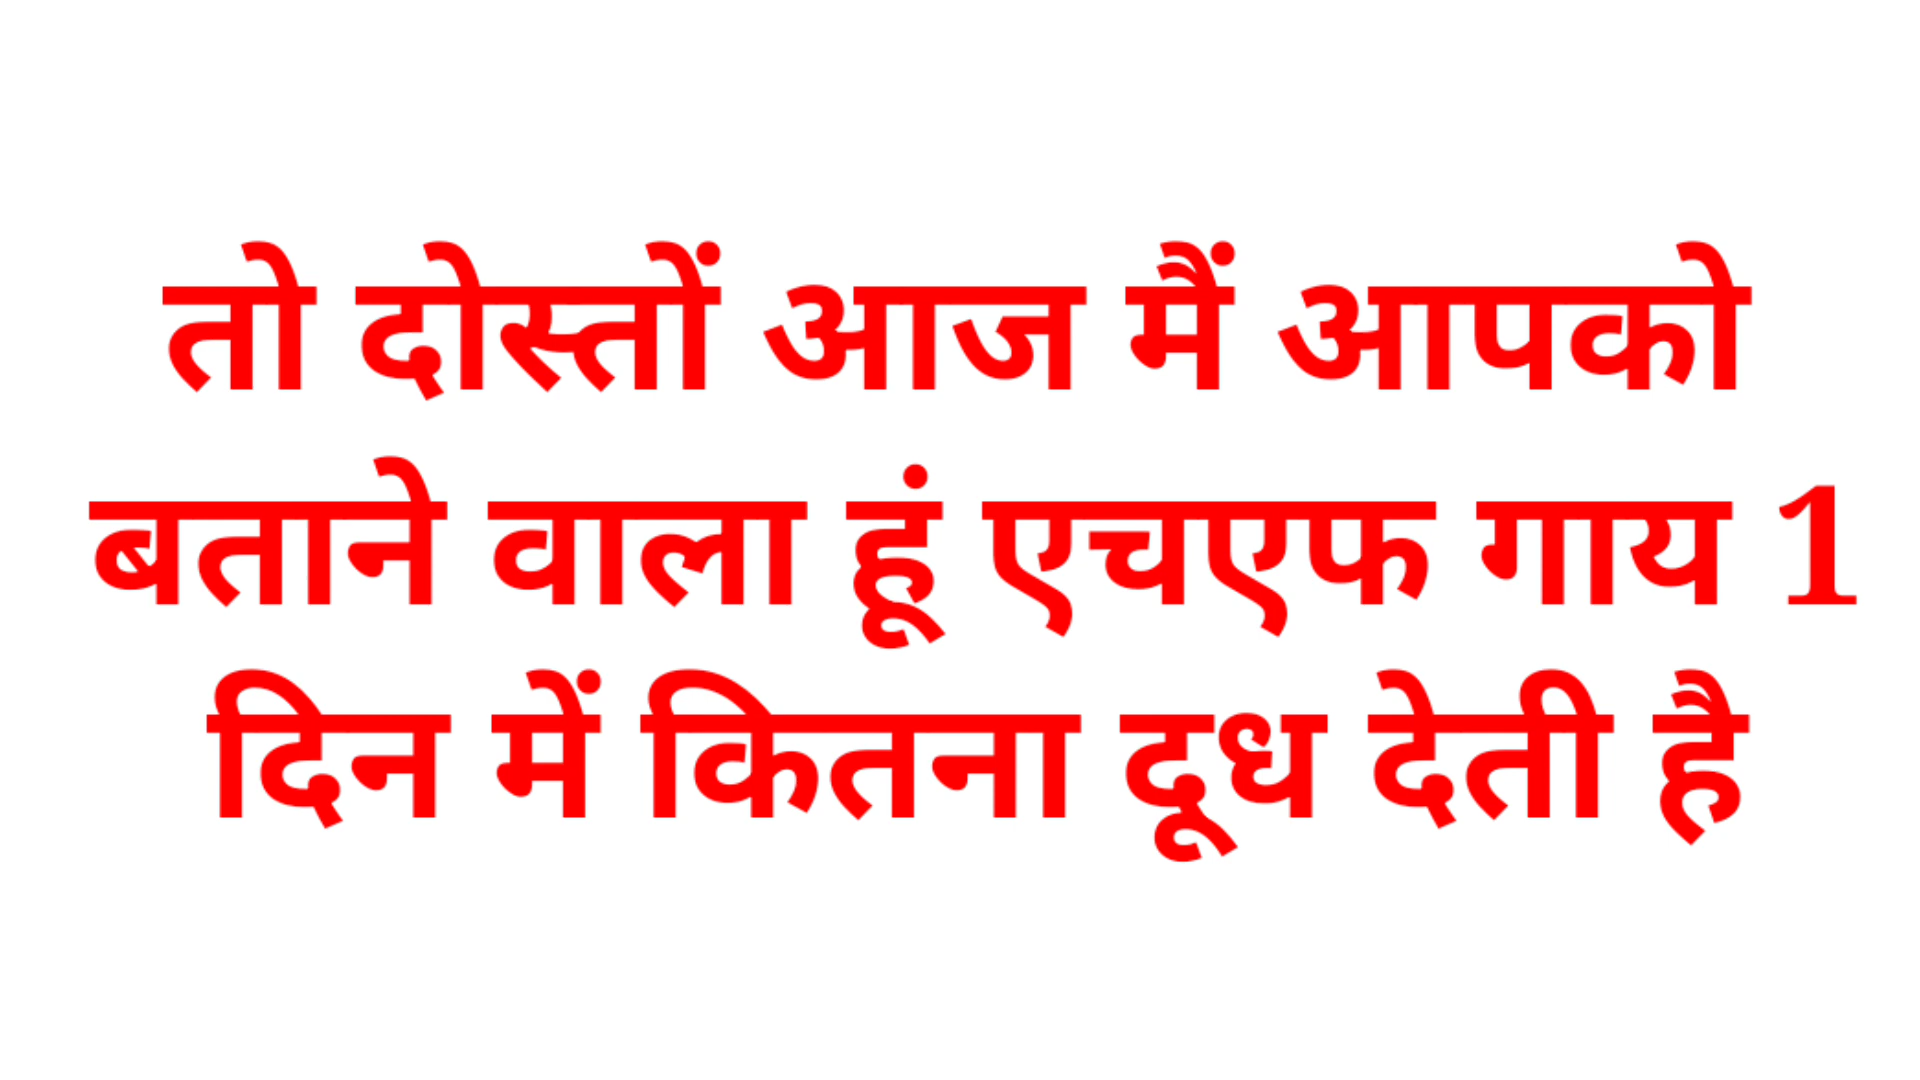 तो दोस्तों आज मैं आपको
बताने वाला हूं एचएफ गाय 1
दिन में कितना दूध देती है